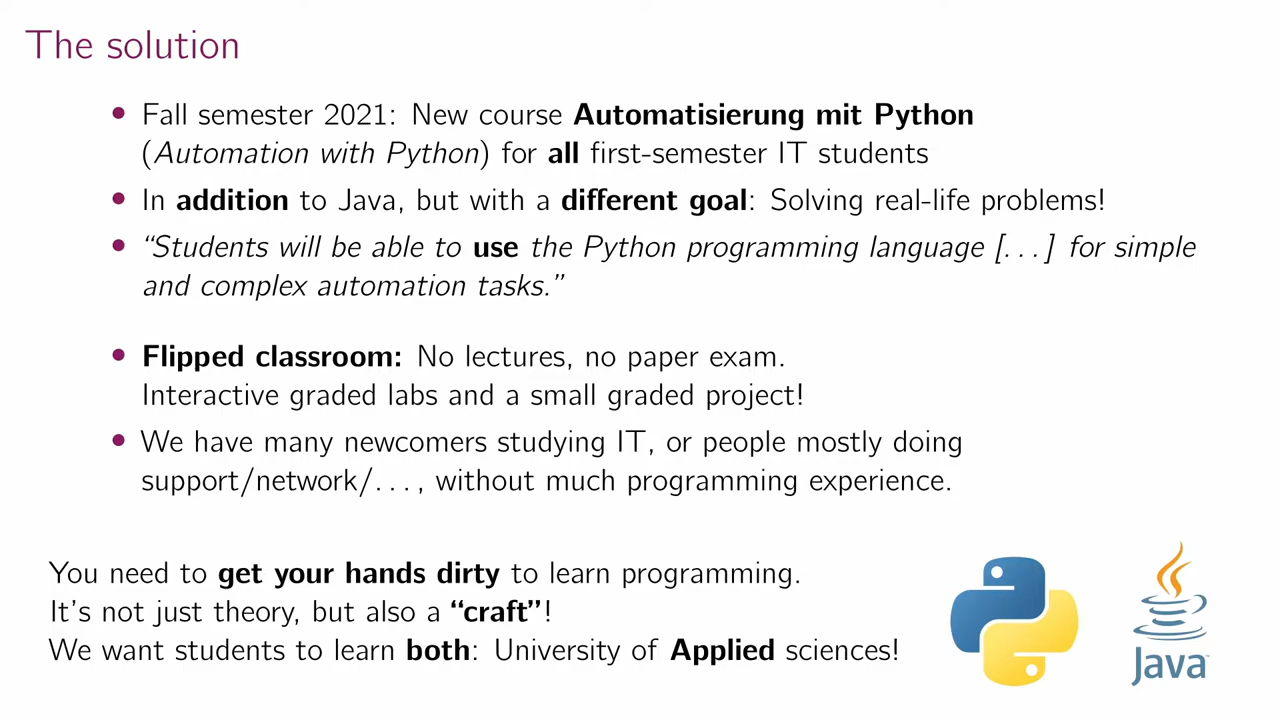 The solution
• Fall semester 2021: New course Automatisierung mit Python
(Automation with Python) for all first-semester IT students
• In addition to Java, but with a different goal: Solving real-life problems!
• “Students will be able to use the Python programming language [...] for simple
and complex automation tasks.”
• Flipped classroom: No lectures, no paper exam.
Interactive graded labs and a small graded project!
• We have many newcomers studying IT, or people mostly doing
support/network/..., without much programming experience.
You need to get your hands dirty to learn programming.
It’s not just theory, but also a “craft”!
We want students to learn both: University of Applied sciences!
Java™